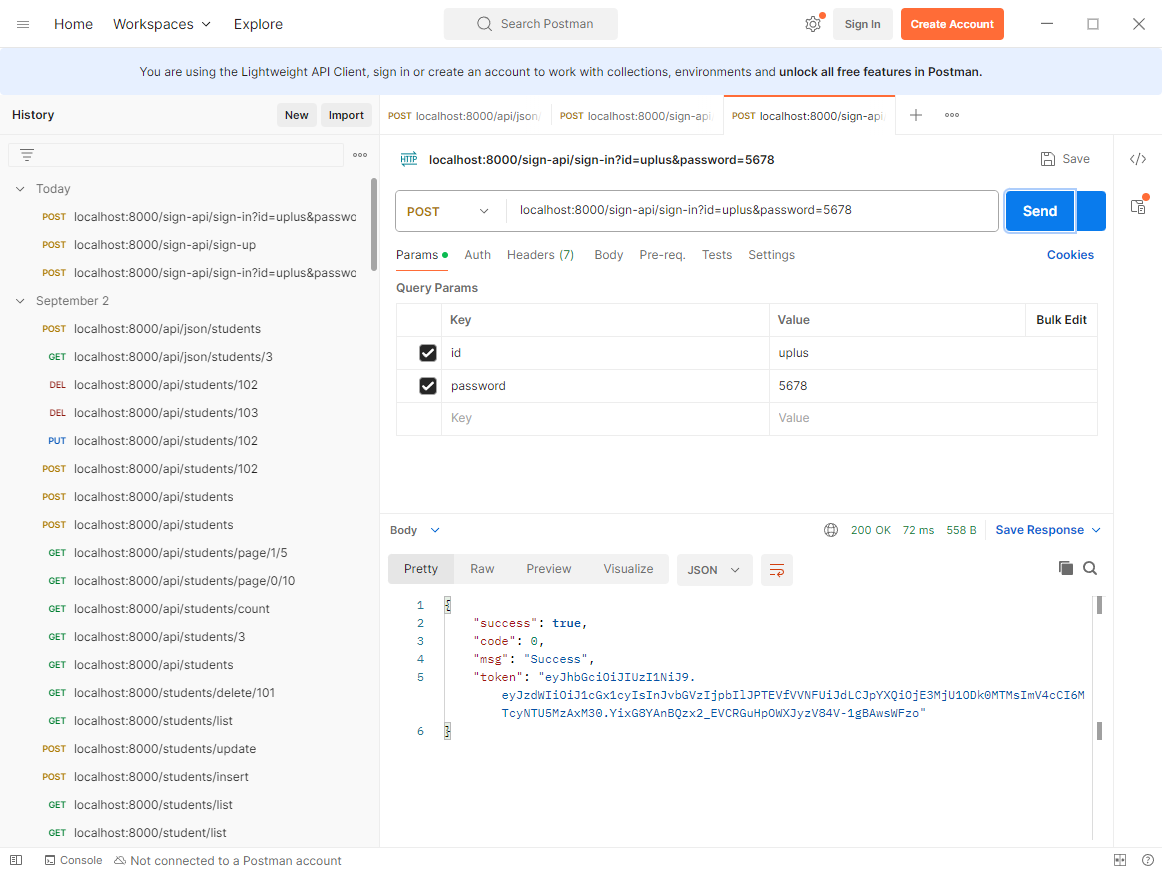 Home Workspaces Explore Search Postman Sign In Create Account
You are using the Lightweight API Client, sign in or create an account to work with collections, environments and unlock all free features in Postman.
History New Import
Today
POST localhost:8000/sign-api/sign-in?id=uplus&passwo
POST localhost:8000/sign-api/sign-up
POST localhost:8000/sign-api/sign-in?id=uplus&passwo
September 2
POST localhost:8000/api/json/students
GET localhost:8000/api/json/students/3
DEL localhost:8000/api/students/102
DEL localhost:8000/api/students/103
PUT localhost:8000/api/students/102
POST localhost:8000/api/students/102
POST localhost:8000/api/students
POST localhost:8000/api/students
GET localhost:8000/api/students/page/1/5
GET localhost:8000/api/students/page/0/10
GET localhost:8000/api/students/count
GET localhost:8000/api/students/3
GET localhost:8000/api/students
GET localhost:8000/students/delete/101
GET localhost:8000/students/list
POST localhost:8000/students/update
POST localhost:8000/students/insert
GET localhost:8000/students/list
GET localhost:8000/student/list
POST localhost:8000/api/json/ POST localhost:8000/sign-api. POST localhost:8000/sign-api.
HTTP localhost:8000/sign-api/sign-in?id=uplus&password=5678 Save
POST localhost:8000/sign-api/sign-in?id=uplus&password=5678 Send
Params Auth Headers (7) Body Pre-req. Tests Settings Cookies
Query Params
Key Value Bulk Edit
id uplus
password 5678
Key Value
Body 200 OK 72 ms 558 B Save Response
Pretty Raw Preview Visualize JSON
1 {
2 "success": true,
3 "code": 0,
4 "msg": "Success",
5 "token": "eyJhbGciOiJIUzI1NiJ9.
eyJzdWIiOiJ1cGx1cyIsInJvbGVzIjpbIlJPTEVfVVNFUiJdLCJpYXQiOjE3MjU1ODk0MTMsImV4cCI6M
TcyNTU5MzAxM30.YixG8YAnBQzx2_EVCRGuHpOWXJyzV84V-1gBAwsWFzo"
6 }
Console Not connected to a Postman account